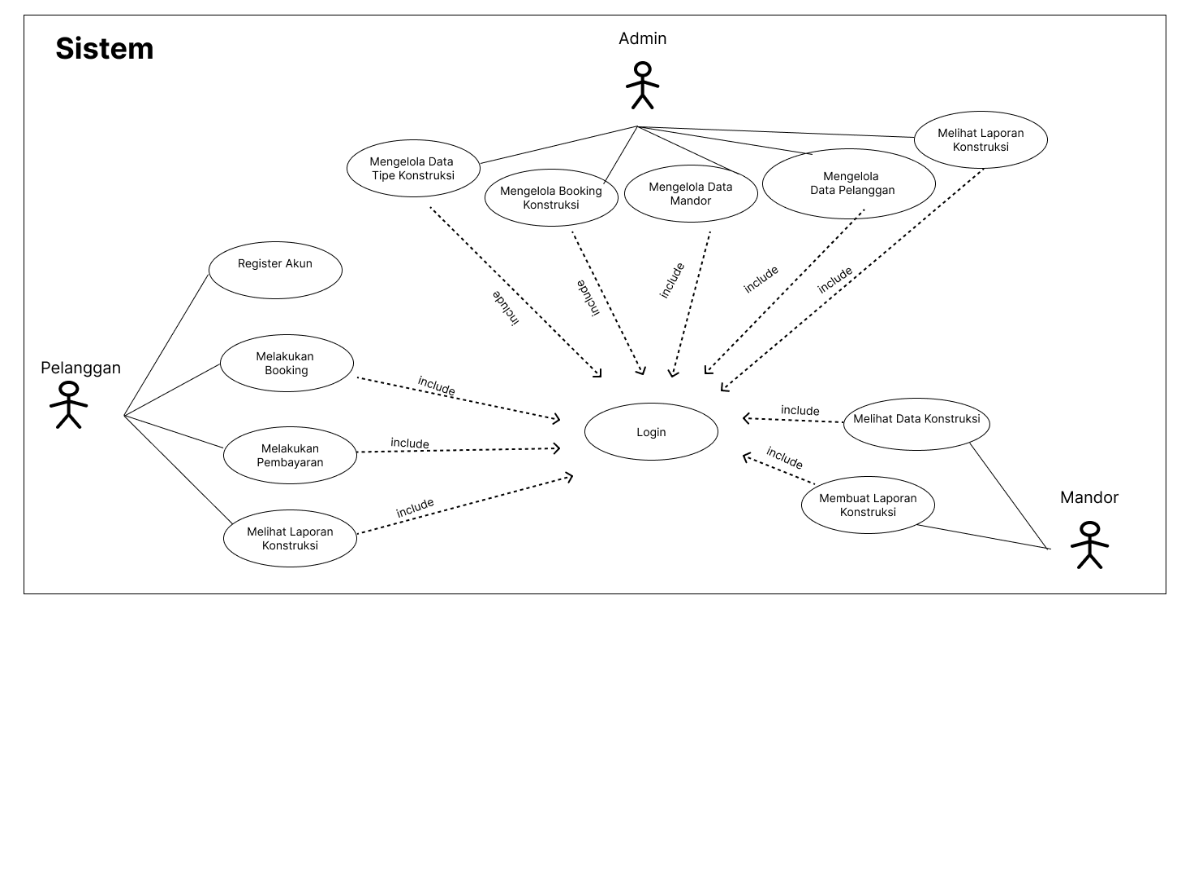 Sistem
Admin
Mengelola Data
Tipe Konstruksi
Mengelola Booking
Konstruksi
Mengelola Data
Mandor
Mengelola
Data Pelanggan
Melihat Laporan
Konstruksi
include
include
include
include
include
Register Akun
Pelanggan
Melakukan
Booking
include
Melakukan
Pembayaran
include
Melihat Laporan
Konstruksi
include
Login
include
Melihat Data Konstruksi
include
Membuat Laporan
Konstruksi
Mandor